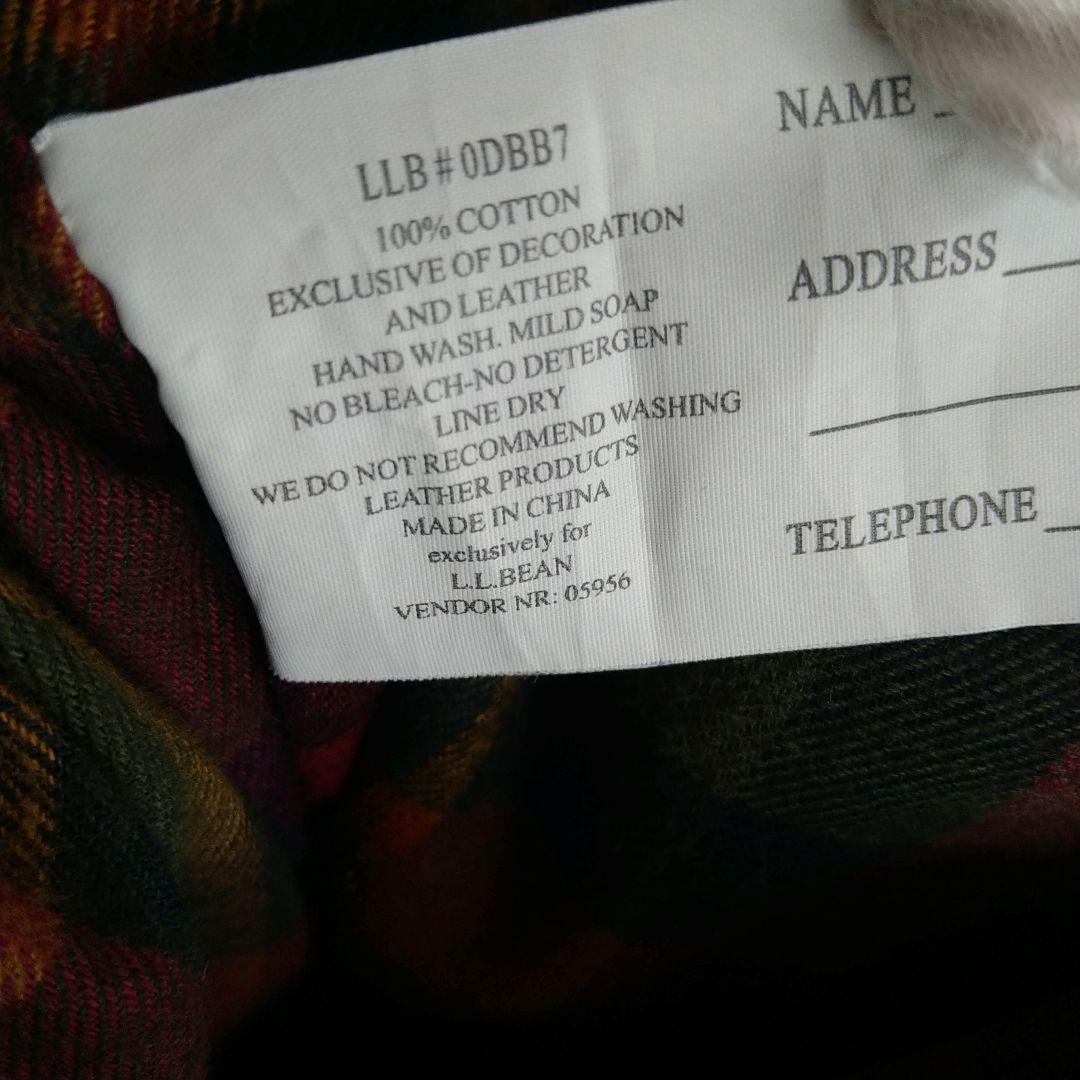 LLB#0DBB7
100% COTTON
EXCLUSIVE OF DECORATION
AND LEATHER
HAND WASH. MILD SOAP
NO BLEACH-NO DETERGENT
LINE DRY
WE DO NOT RECOMMEND WASHING
LEATHER PRODUCTS
MADE IN CHINA
exclusively for
L.L.BEAN
VENDOR NR: 05956
NAME
ADDRESS
TELEPHONE